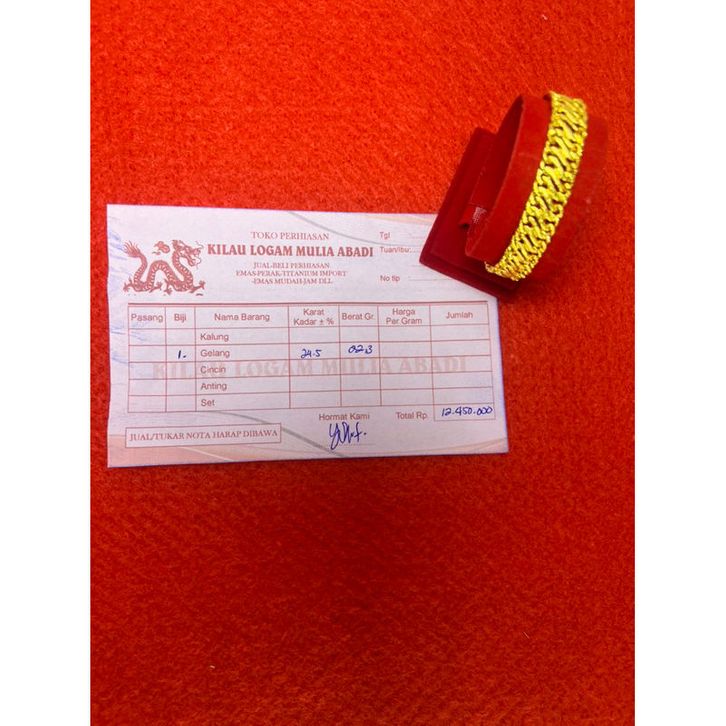 TOKO PERHIASAN
KILAU LOGAM MULIA ABADI
JUAL-BELI PERHIASAN
EMAS-PERAK-TITANIUM IMPORT
-EMAS MUDAH-JAM DLL
Tgl
Tuan/Ibu:
No tlp
Pasang Biji Nama Barang Karat Kadar ± % Berat Gr. Harga Per.Gram Jumlah
Kalung
1. Gelang 24.5 02.3
Cincin
Anting
Set
KILAU LOGAM MULIA ABADI
Hormat Kami Total Rp. 12.450.000
JUAL/TUKAR NOTA HARAP DIBAWA